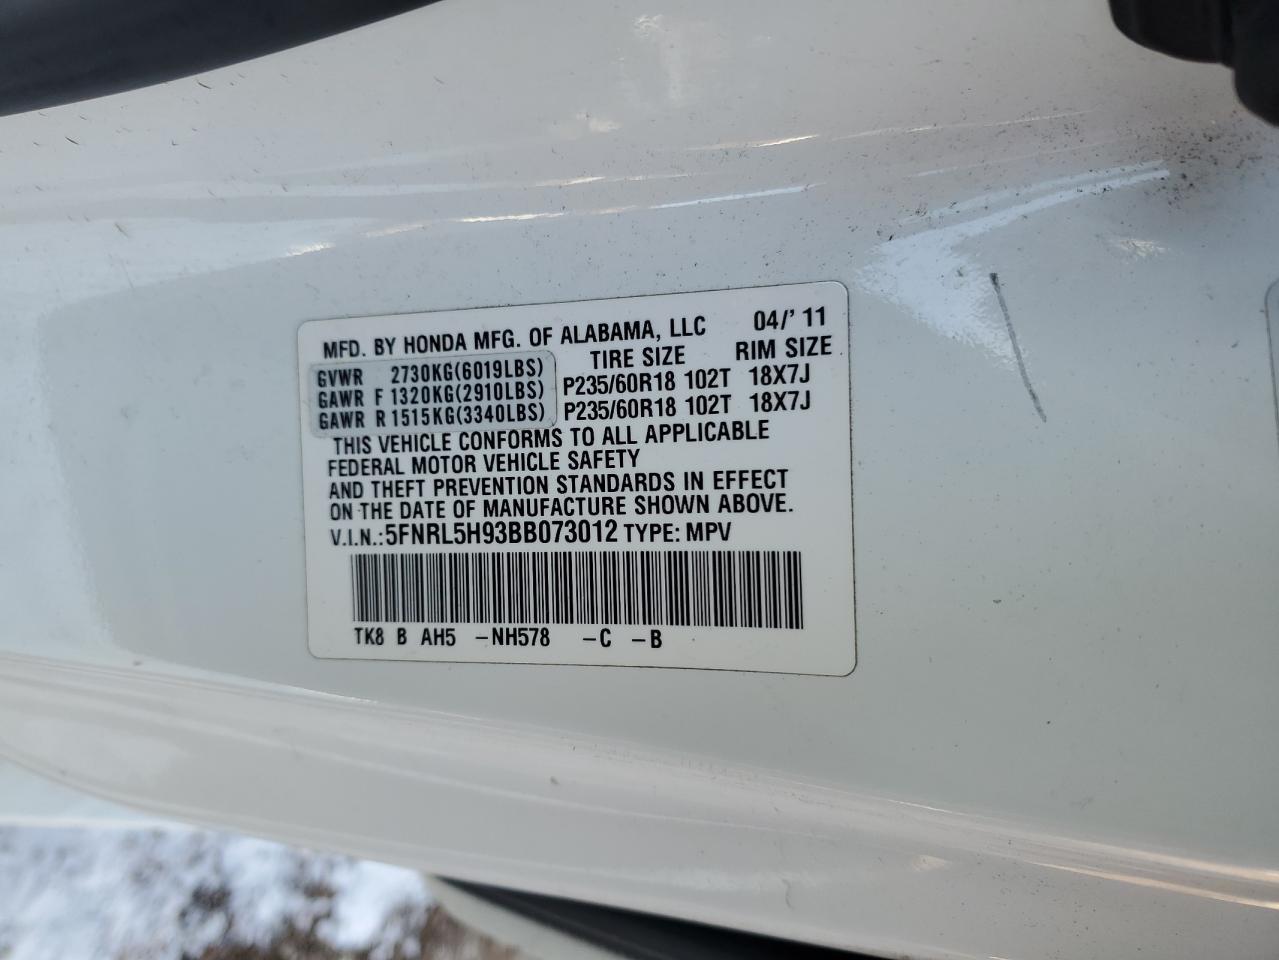 MFD. BY HONDA MFG. OF ALABAMA, LLC 04/'11
TIRE SIZE RIM SIZE
GVWR 2730KG(6019LBS)
GAWR F 1320KG(2910LBS) P235/60R18 102T 18X7J
GAWR R 1515KG(3340LBS) P235/60R18 102T 18X7J
THIS VEHICLE CONFORMS TO ALL APPLICABLE
FEDERAL MOTOR VEHICLE SAFETY
AND THEFT PREVENTION STANDARDS IN EFFECT
ON THE DATE OF MANUFACTURE SHOWN ABOVE.
V.I.N.:5FNRL5H93BB073012 TYPE: MPV
TK8 B AH5 -NH578 -C -B